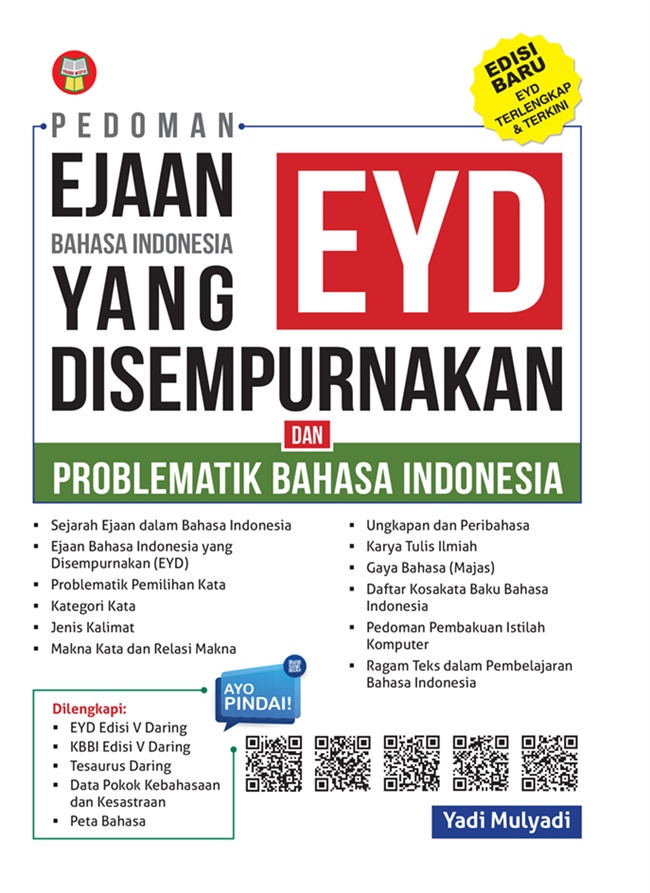 EDISI
BARU
EYD
TERLENGKAP
& TERKINI
PEDOMAN
EJAAN
BAHASA INDONESIA
YANG
EYD
DISEMPURNAKAN
DAN
PROBLEMATIK BAHASA INDONESIA
▪ Sejarah Ejaan dalam Bahasa Indonesia
▪ Ejaan Bahasa Indonesia yang
Disempurnakan (EYD)
▪ Problematik Pemilihan Kata
▪ Kategori Kata
▪ Jenis Kalimat
▪ Makna Kata dan Relasi Makna
▪ Ungkapan dan Peribahasa
▪ Karya Tulis Ilmiah
▪ Gaya Bahasa (Majas)
▪ Daftar Kosakata Baku Bahasa
Indonesia
▪ Pedoman Pembakuan Istilah
Komputer
▪ Ragam Teks dalam Pembelajaran
Bahasa Indonesia
AYO
PINDAI!
Dilengkapi:
▪ EYD Edisi V Daring
▪ KBBI Edisi V Daring
▪ Tesaurus Daring
▪ Data Pokok Kebahasaan
dan Kesastraan
▪ Peta Bahasa
Yadi Mulyadi